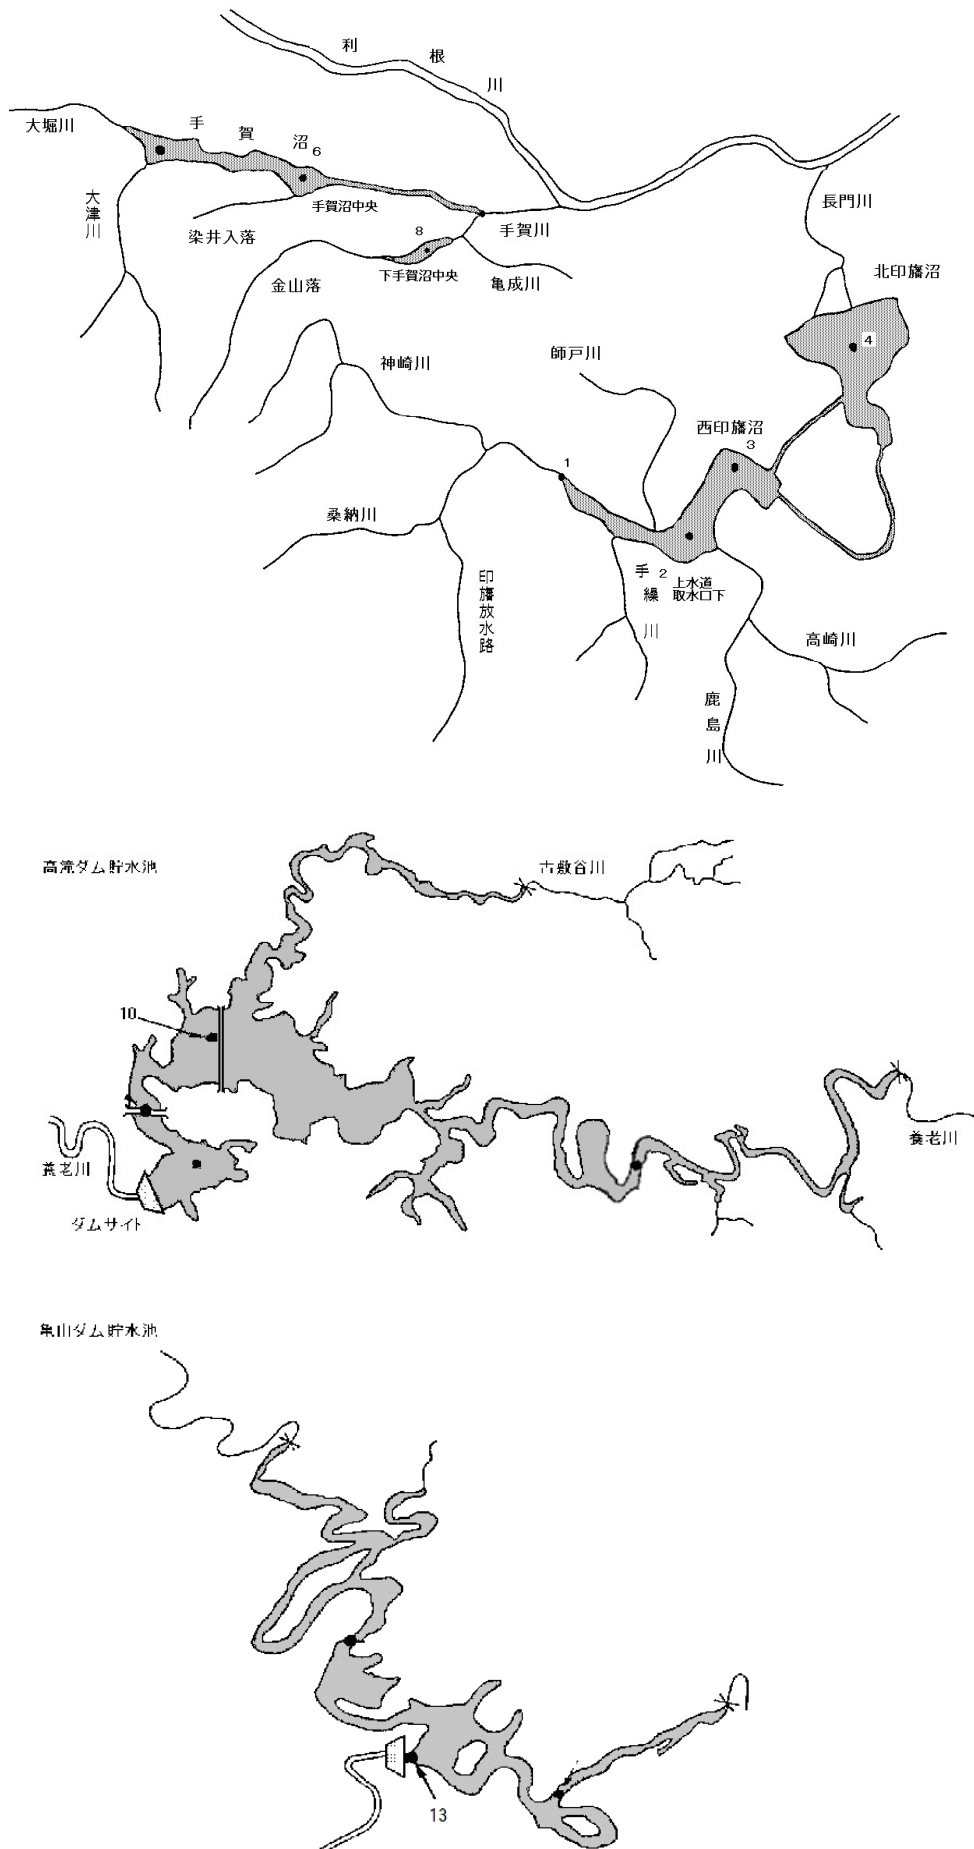 利根川
大堀川
手賀沼
6
大津川
手賀沼中央
長門川
染井入落
手賀川
8
北印旛沼
金山落
下手賀沼中央
亀成川
4
師戸川
神崎川
西印旛沼
3
1
桑納川
印旛放水路
手繰川
2
上水道
取水口下
高崎川
鹿島川
高滝ダム貯水池
古敷谷川
10
養老川
養老川
ダムサイト
亀山ダム貯水池
13